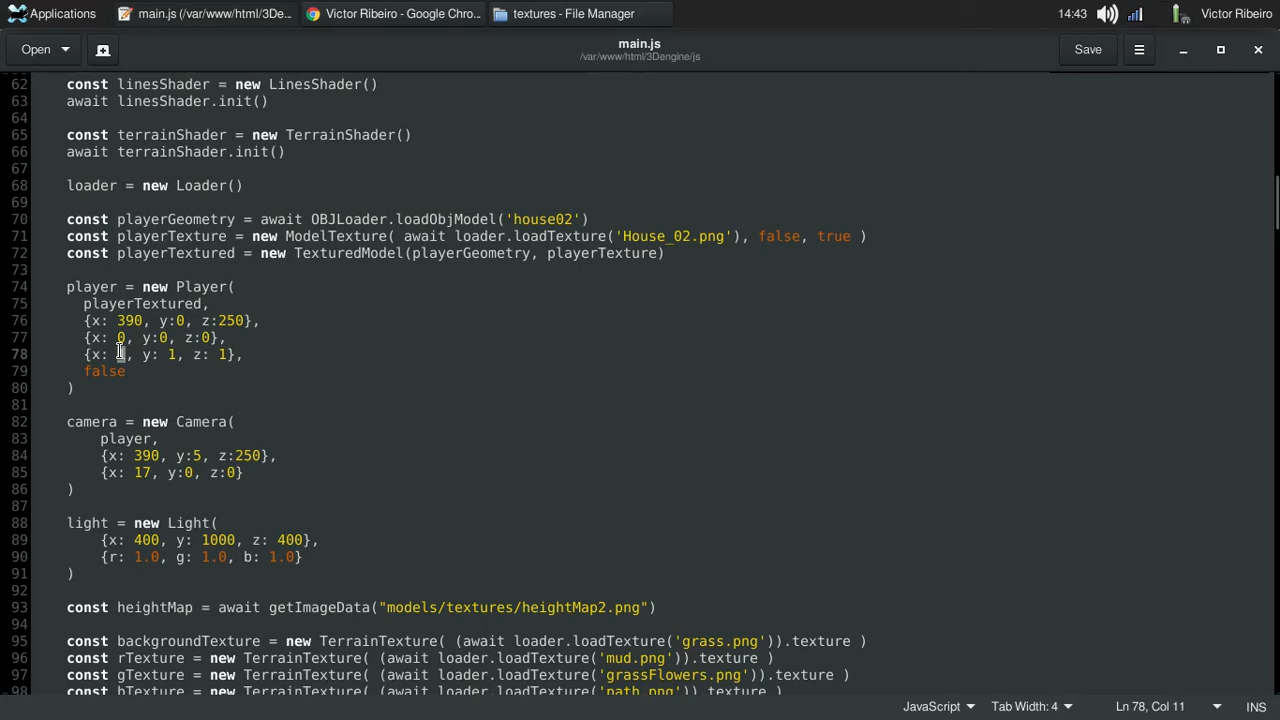 Applications
main.js (/var/www/html/3De...
Victor Ribeiro - Google Chro...
textures - File Manager
14:43
Victor Ribeiro
Open
main.js
/var/www/html/3Dengine/js
Save
62 const linesShader = new LinesShader()
63 await linesShader.init()
64
65 const terrainShader = new TerrainShader()
66 await terrainShader.init()
67
68 loader = new Loader()
69
70 const playerGeometry = await OBJLoader.loadObjModel('house02')
71 const playerTexture = new ModelTexture( await loader.loadTexture('House_02.png'), false, true )
72 const playerTextured = new TexturedModel(playerGeometry, playerTexture)
73
74 player = new Player(
75 playerTextured,
76 {x: 390, y:0, z:250},
77 {x: 0, y:0, z:0},
78 {x: , y: 1, z: 1},
79 false
80 )
81
82 camera = new Camera(
83 player,
84 {x: 390, y:5, z:250},
85 {x: 17, y:0, z:0}
86 )
87
88 light = new Light(
89 {x: 400, y: 1000, z: 400},
90 {r: 1.0, g: 1.0, b: 1.0}
91 )
92
93 const heightMap = await getImageData("models/textures/heightMap2.png")
94
95 const backgroundTexture = new TerrainTexture( (await loader.loadTexture('grass.png')).texture )
96 const rTexture = new TerrainTexture( (await loader.loadTexture('mud.png')).texture )
97 const gTexture = new TerrainTexture( (await loader.loadTexture('grassFlowers.png')).texture )
98 const bTexture = new TerrainTexture( (await loader.loadTexture('path.png')).texture )
JavaScript
Tab Width: 4
Ln 78, Col 11
INS